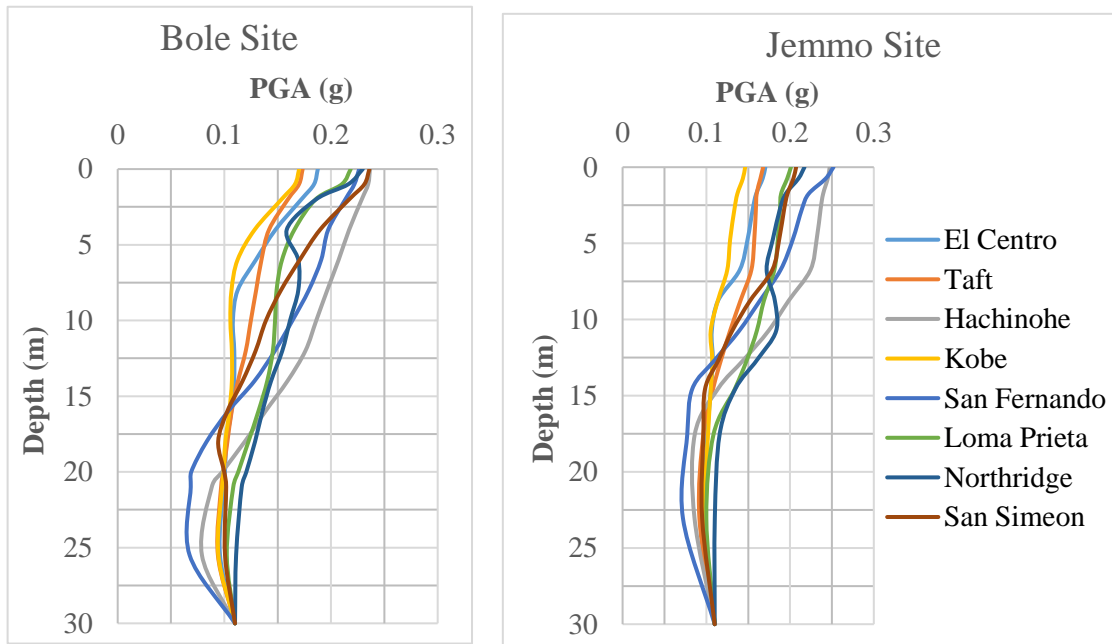 Bole Site
PGA (g)
0 0.1 0.2 0.3
0
5
10
15
20
25
30
Depth (m)
Jemmo Site
PGA (g)
0 0.1 0.2 0.3
0
5
10
15
20
25
30
Depth (m)
El Centro
Taft
Hachinohe
Kobe
San Fernando
Loma Prieta
Northridge
San Simeon